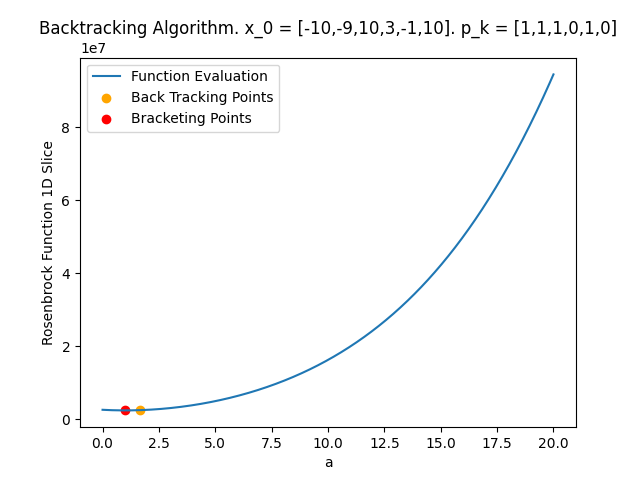 Backtracking Algorithm. x_0 = [-10,-9,10,3,-1,10]. p_k = [1,1,1,0,1,0]
1e7
Function Evaluation
Back Tracking Points
Bracketing Points
Rosenbrock Function 1D Slice
8
6
4
2
0
0.0 2.5 5.0 7.5 10.0 12.5 15.0 17.5 20.0
a